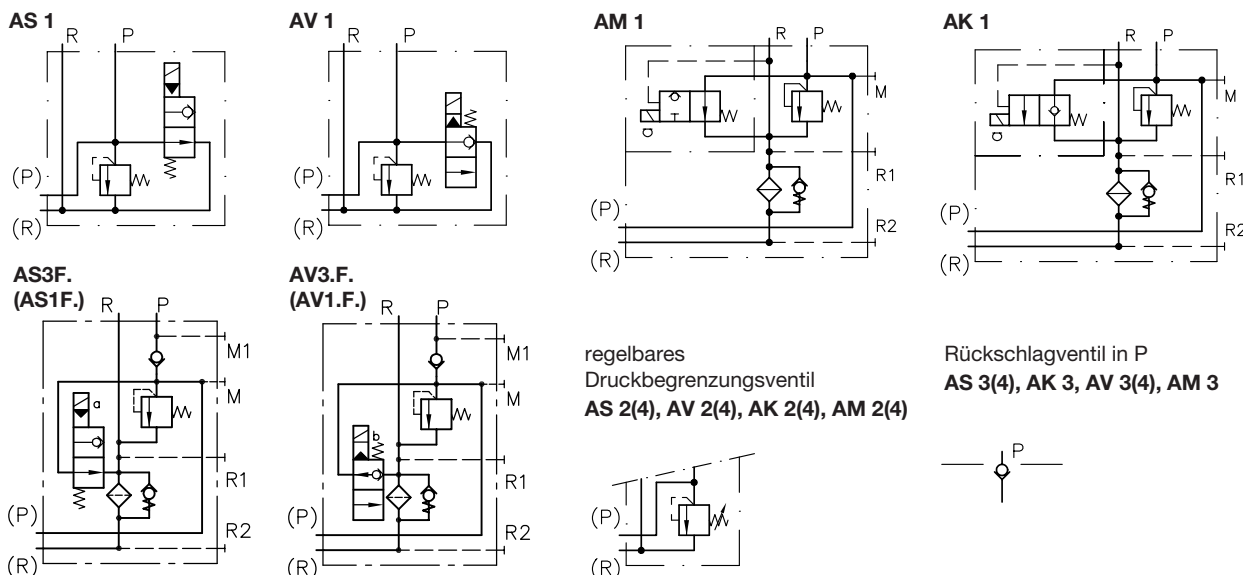 AS 1
R P
(P)
(R)
AV 1
R P
(P)
(R)
AM 1
R P
M
R1
R2
(P)
(R)
AK 1
R P
M
R1
R2
(P)
(R)
AS3F.
(AS1F.)
R P
M1
M
a
R1
R2
(P)
(R)
AV3.F.
(AV1.F.)
R P
M1
M
b
R1
R2
(P)
(R)
regelbares
Druckbegrenzungsventil
AS 2(4), AV 2(4), AK 2(4), AM 2(4)
(P)
(R)
Rückschlagventil in P
AS 3(4), AK 3, AV 3(4), AM 3
P